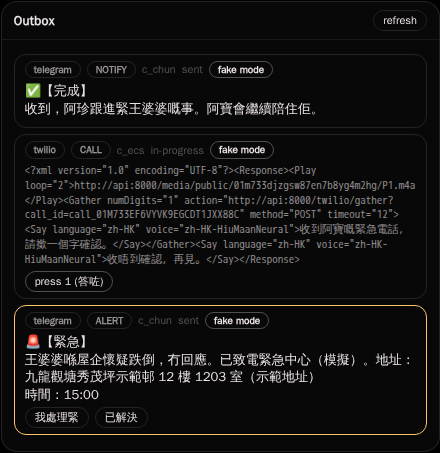 Outbox
refresh
telegram NOTIFY c_chun sent fake mode
✅【完成】
收到，阿珍跟進緊王婆婆嘅事。阿寶會繼續陪住佢。
twilio CALL c_ecs in-progress fake mode
<?xml version="1.0" encoding="UTF-8"?><Response><Play
loop="2">http://api:8000/media/public/01m733djzgsw87en7b8yg4m2hg/P1.m4a
</Play><Gather numDigits="1" action="http://api:8000/twilio/gather?
call_id=call_01M733EF6VYVK9EGCDT1JXX88C" method="POST" timeout="12">
<Say language="zh-HK" voice="zh-HK-HiuMaanNeural">收到阿寶嘅緊急電話，
請撳一個字確認。</Say></Gather><Say language="zh-HK" voice="zh-HK-
HiuMaanNeural">收唔到確認，再見。</Say></Response>
press 1 (答咗)
telegram ALERT c_chun sent fake mode
🚨【緊急】
王婆婆喺屋企懷疑跌倒，冇回應。已致電緊急中心（模擬）。地址：
九龍觀塘秀茂坪示範邨 12 樓 1203 室（示範地址）
時間：15:00
我處理緊 已解決